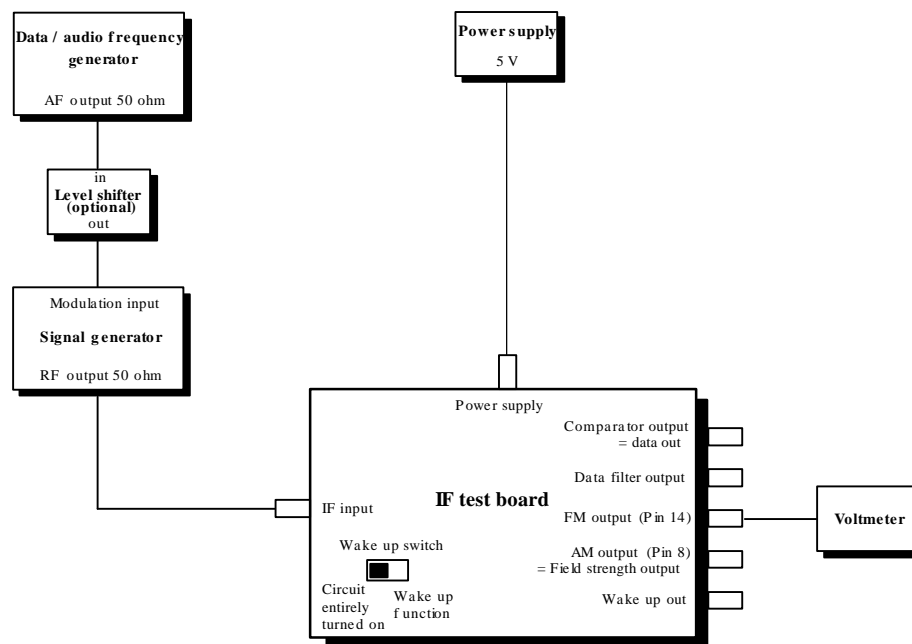 Data / audio frequency
generator
AF output 50 ohm
Power supply
5 V
in
Level shifter
(optional)
out
Modulation input
Signal generator
RF output 50 ohm
Power supply
Comparator output
= data out
Data filter output
IF test board
IF input
FM output (Pin 14)
Voltmeter
AM output (Pin 8)
= Field strength output
Wake up switch
Circuit
entirely
turned on
Wake up
function
Wake up out